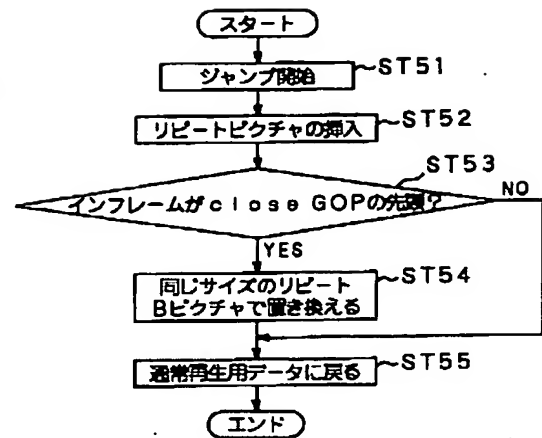 スタート
ジャンプ開始
ST51
リピートピクチャの挿入
ST52
ST53
インフレームがclose GOPの先頭?
NO
YES
同じサイズのリピート
Bピクチャで置き換える
ST54
通常再生用データに戻る
ST55
エンド